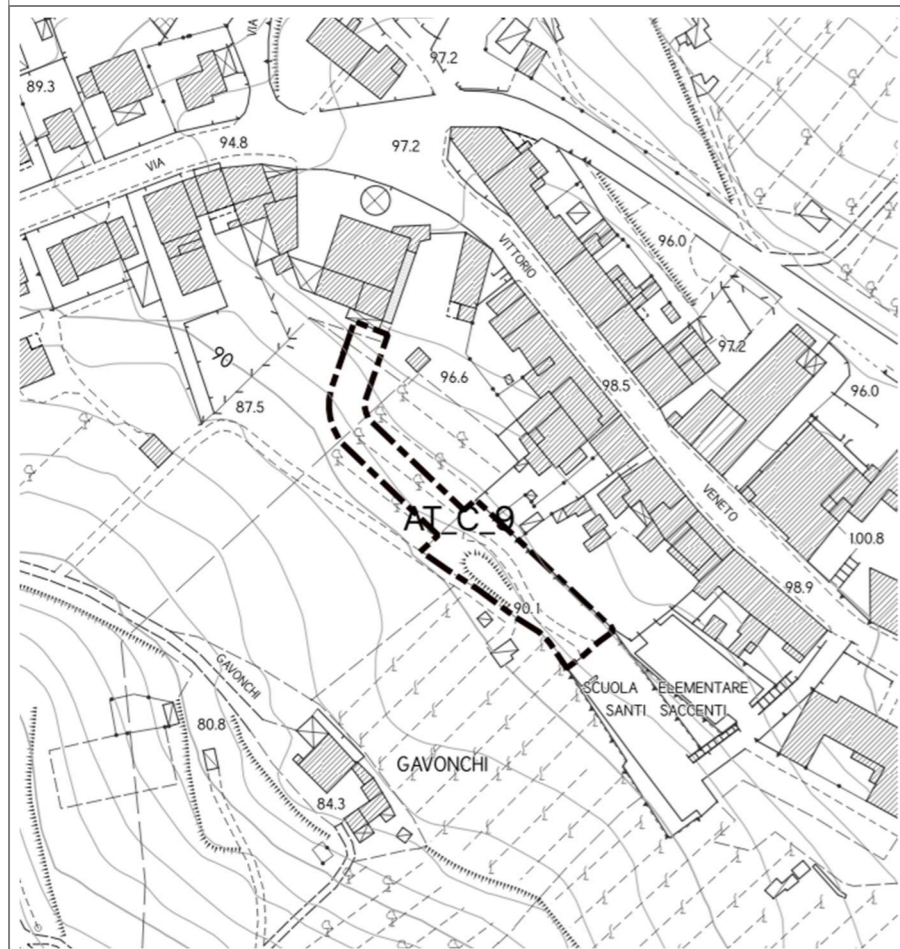 VIA
97.2
89.3
94.8
97.2
VIA
VITTORIO
96.0
97.2
90
87.5
96.6
98.5
96.0
AT_C_9
VENETO
100.8
90.1
98.9
GAVONCHI
SCUOLA ELEMENTARE
SANTI SACCENTI
80.8
GAVONCHI
84.3